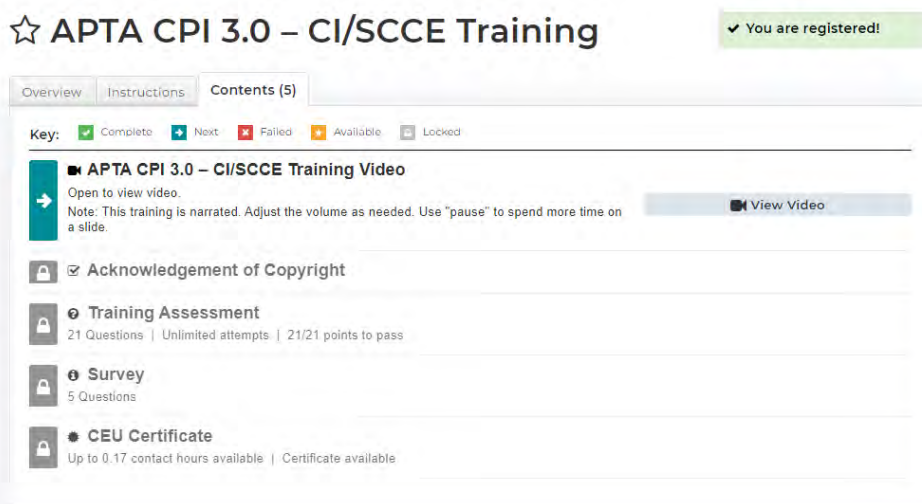 APTA CPI 3.0 – CI/SCCE Training
You are registered!
Overview Instructions Contents (5)
Key: Complete Next Failed Available Locked
APTA CPI 3.0 – CI/SCCE Training Video
Open to view video.
Note: This training is narrated. Adjust the volume as needed. Use "pause" to spend more time on
a slide.
View Video
Acknowledgement of Copyright
Training Assessment
21 Questions | Unlimited attempts | 21/21 points to pass
Survey
5 Questions
CEU Certificate
Up to 0.17 contact hours available | Certificate available